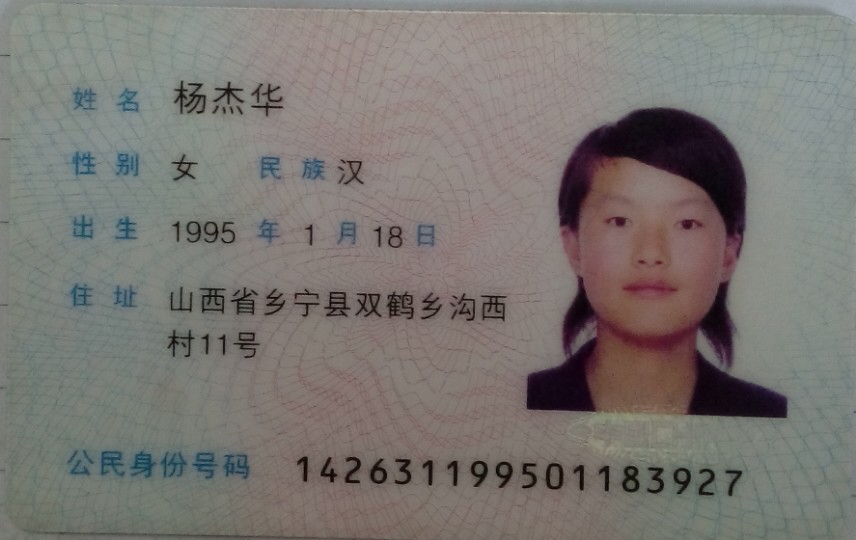 姓 名 杨杰华
性 别 女 民 族 汉
出 生 1995 年 1 月 18 日
住 址 山西省乡宁县双鹤乡沟西
村11号
公民身份号码 142631199501183927